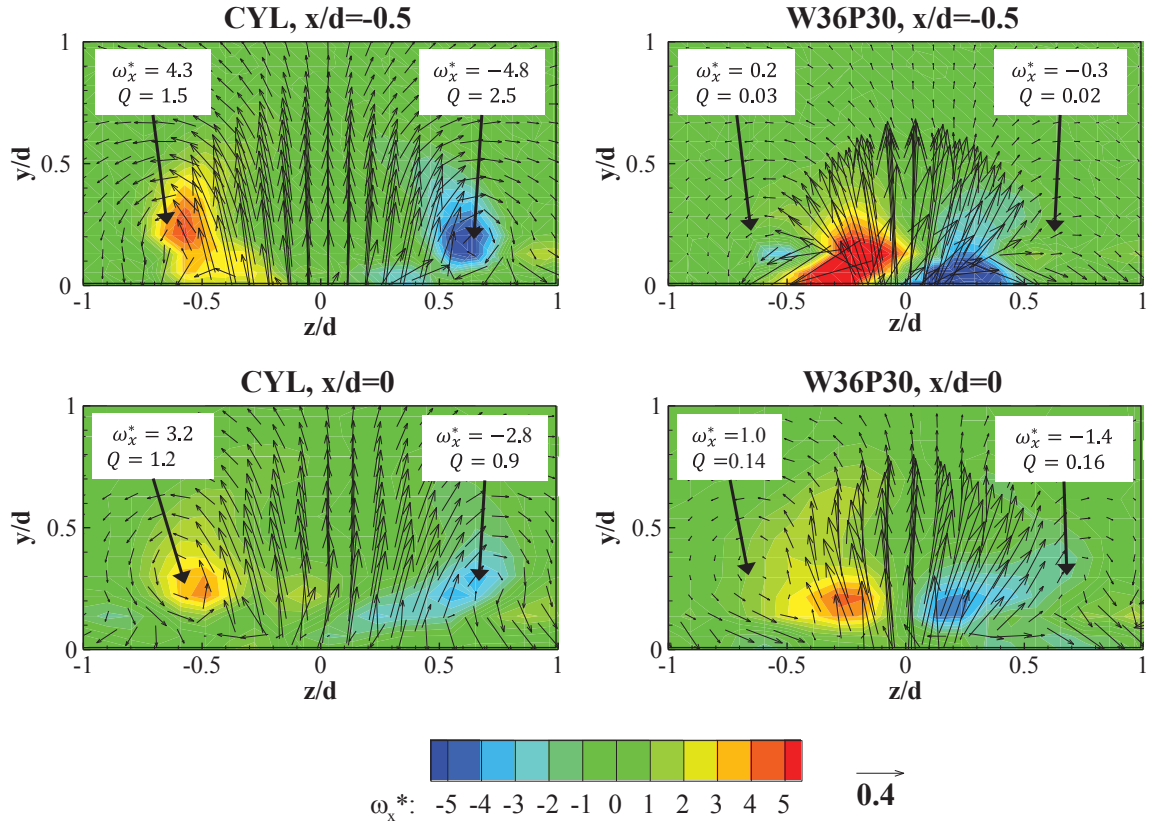 CYL, x/d=-0.5
W36P30, x/d=-0.5
1
ω*x = 4.3
Q = 1.5
ω*x = −4.8
Q = 2.5
y/d
0.5
0
-1
-0.5
0
0.5
1
z/d
1
ω*x = 0.2
Q = 0.03
ω*x = −0.3
Q = 0.02
y/d
0.5
0
-1
-0.5
0
0.5
1
z/d
CYL, x/d=0
W36P30, x/d=0
1
ω*x = 3.2
Q = 1.2
ω*x = −2.8
Q = 0.9
y/d
0.5
0
-1
-0.5
0
0.5
1
z/d
1
ω*x =1.0
Q =0.14
ω*x = −1.4
Q = 0.16
y/d
0.5
0
-1
-0.5
0
0.5
1
z/d
ωx*: -5 -4 -3 -2 -1 0 1 2 3 4 5
0.4